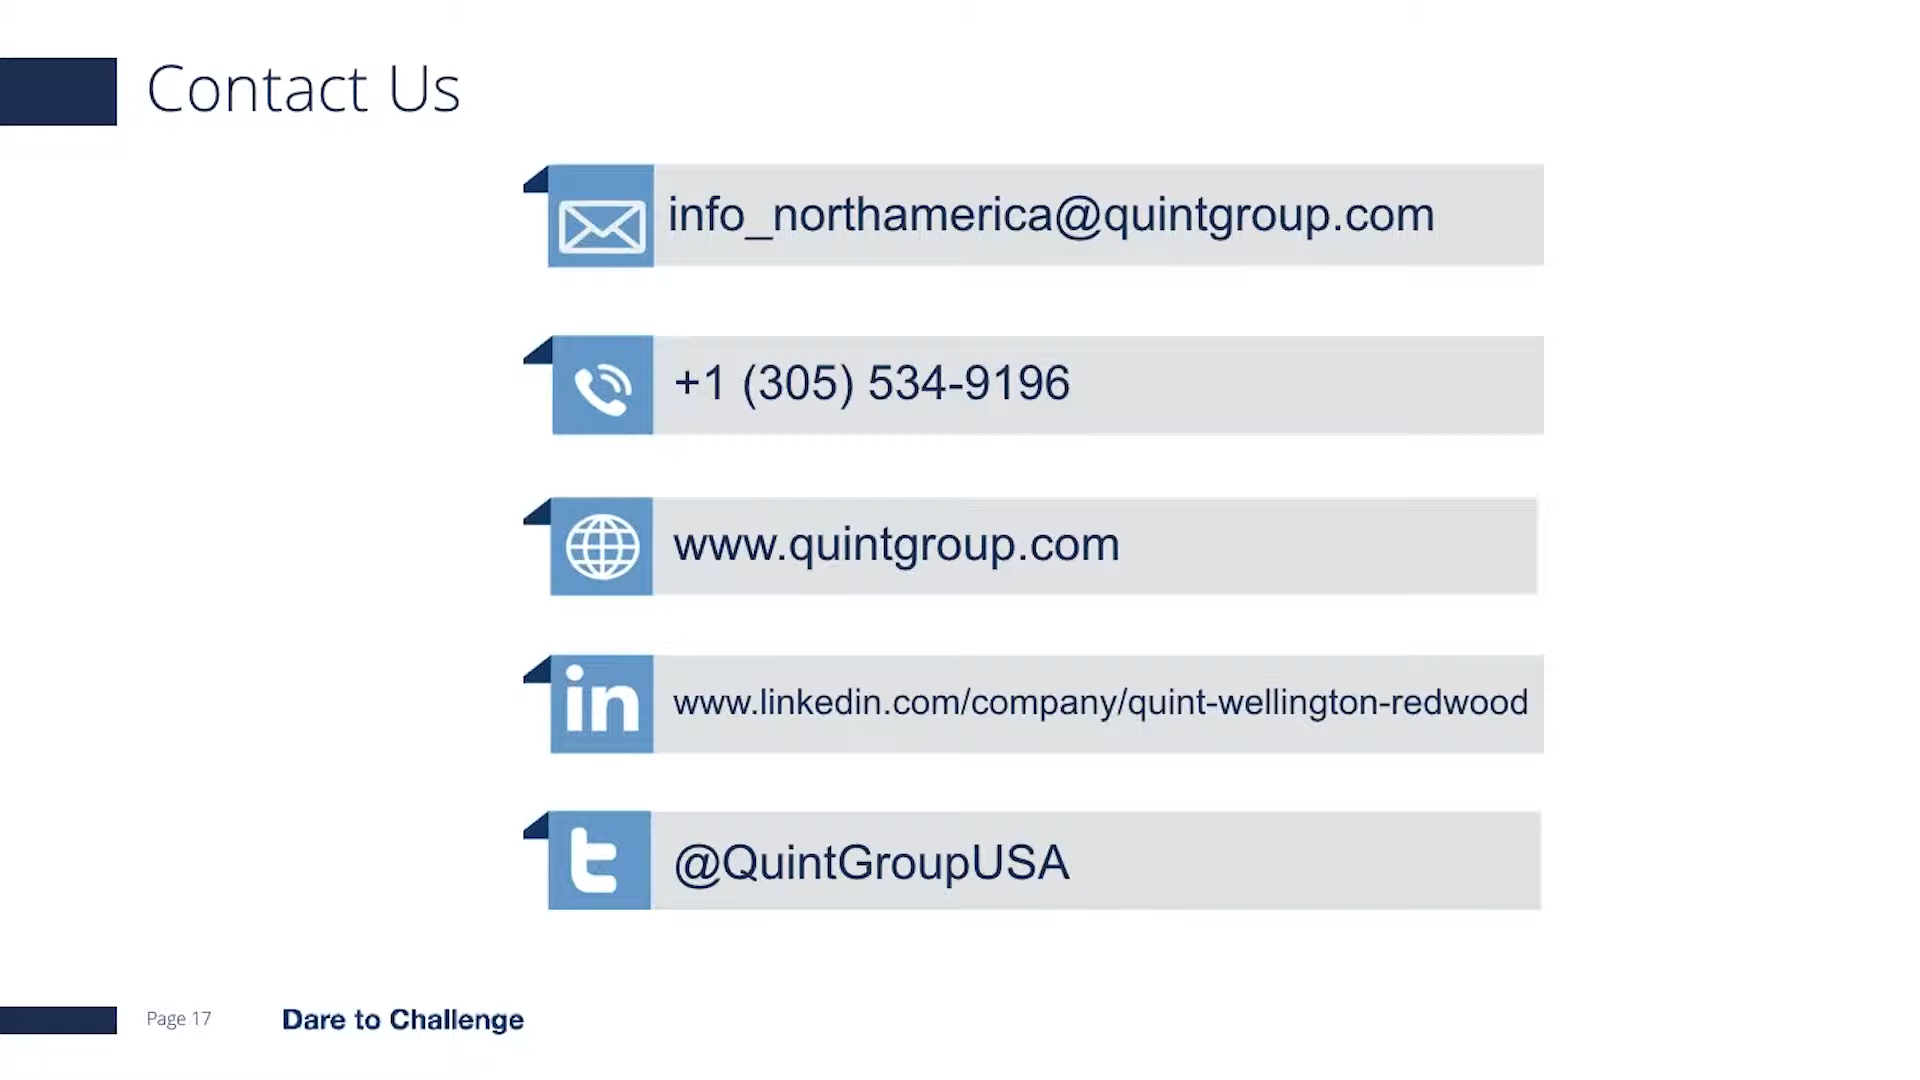 Contact Us
info_northamerica@quintgroup.com
+1 (305) 534-9196
www.quintgroup.com
in
www.linkedin.com/company/quint-wellington-redwood
t
@QuintGroupUSA
Page 17
Dare to Challenge